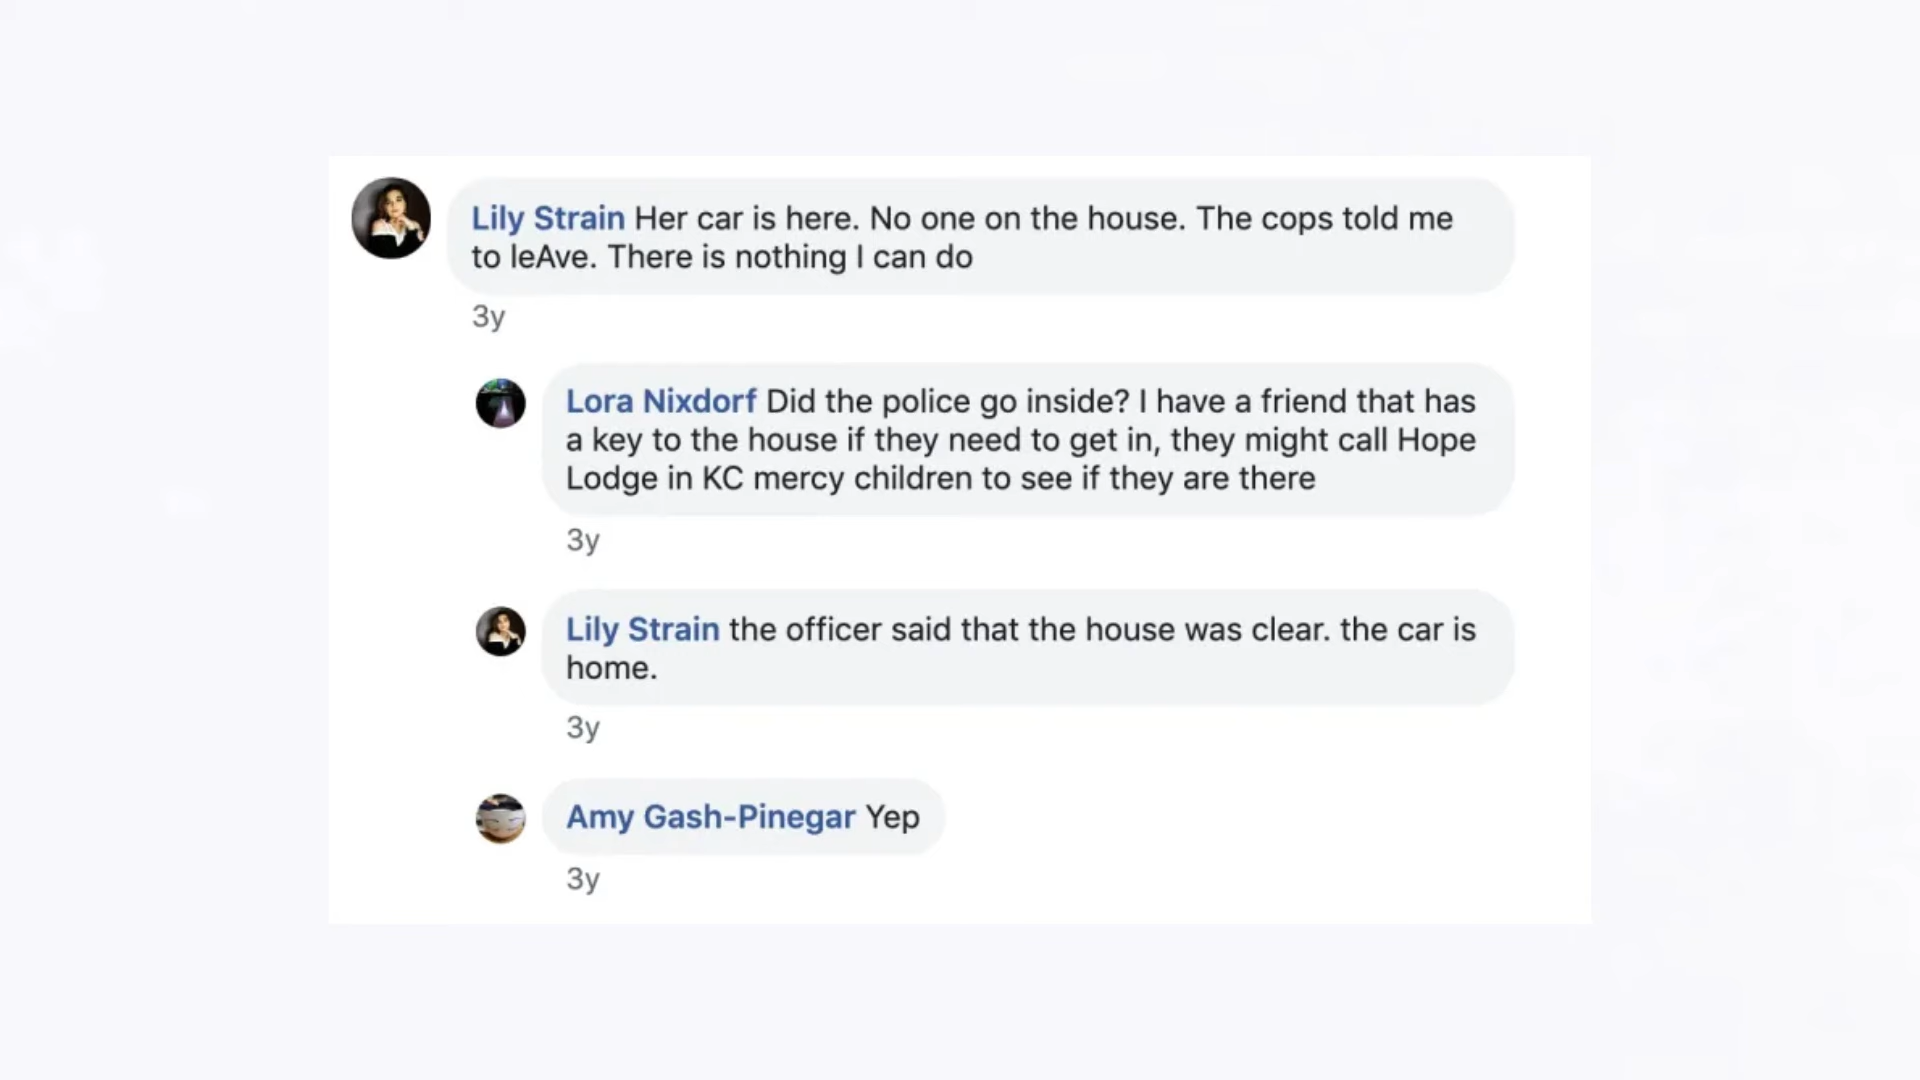 Lily Strain Her car is here. No one on the house. The cops told me
to leAve. There is nothing I can do
3y
Lora Nixdorf Did the police go inside? I have a friend that has
a key to the house if they need to get in, they might call Hope
Lodge in KC mercy children to see if they are there
3y
Lily Strain the officer said that the house was clear. the car is
home.
3y
Amy Gash-Pinegar Yep
3y